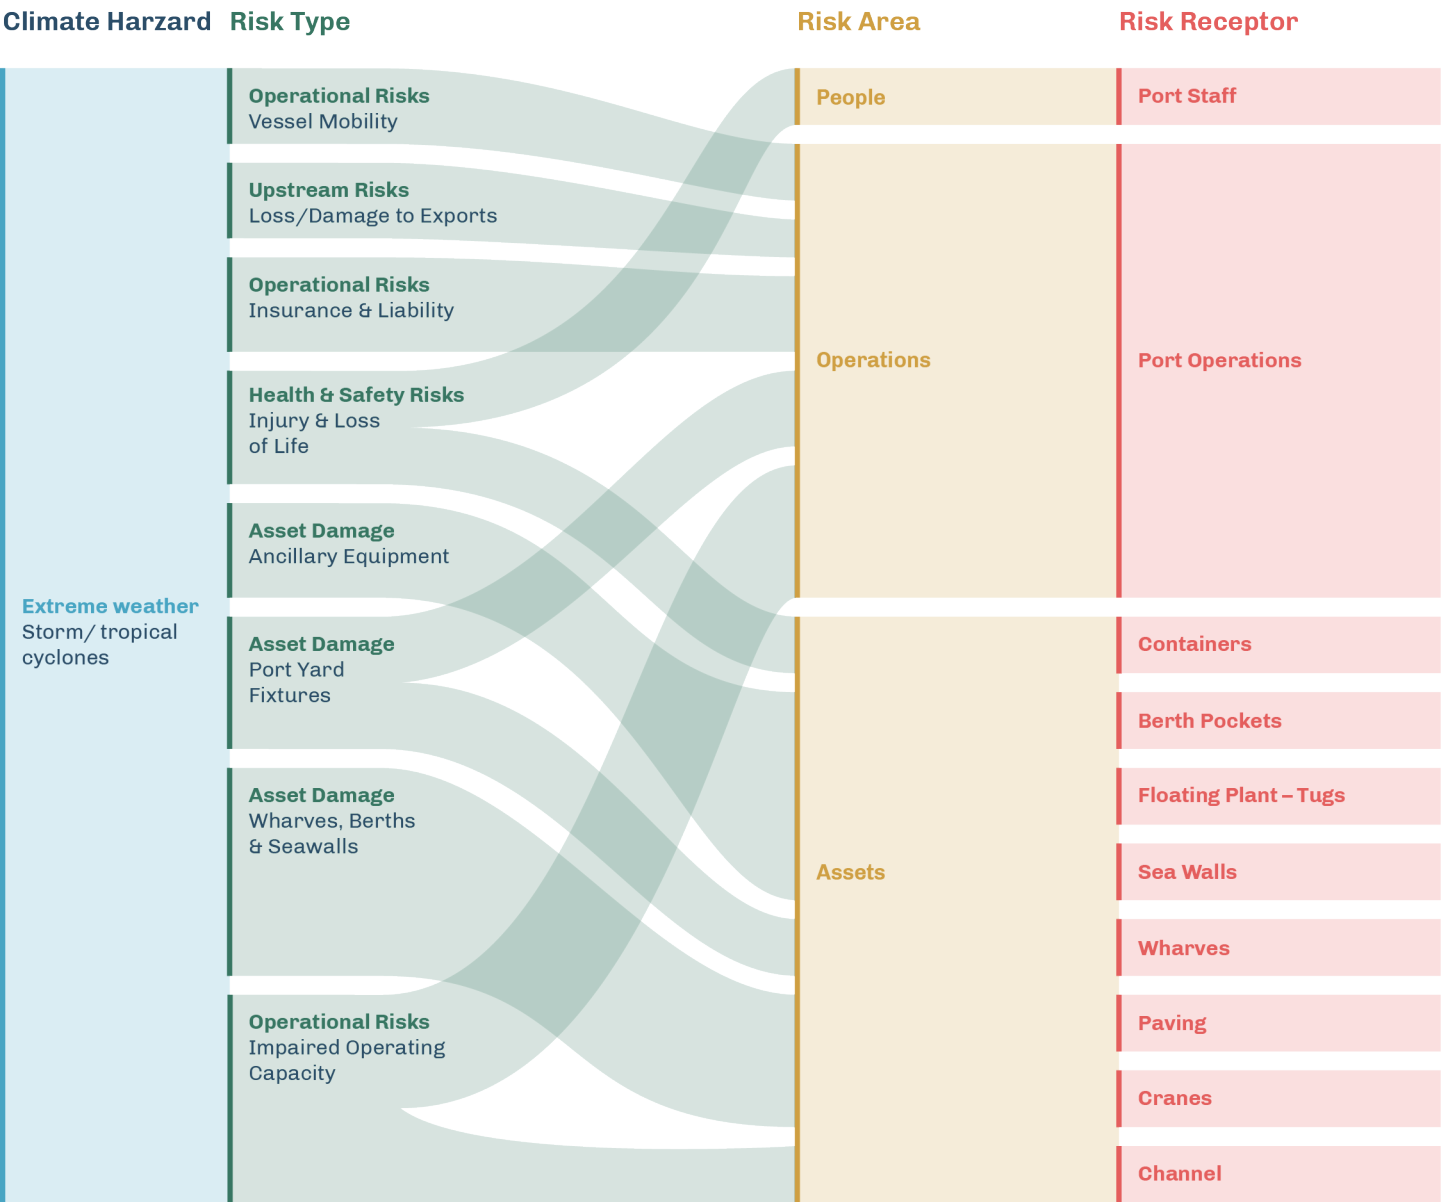 Climate Harzard
Risk Type
Risk Area
Risk Receptor
Extreme weather
Storm/ tropical
cyclones
Operational Risks
Vessel Mobility
Upstream Risks
Loss/Damage to Exports
Operational Risks
Insurance & Liability
Health & Safety Risks
Injury & Loss
of Life
Asset Damage
Ancillary Equipment
Asset Damage
Port Yard
Fixtures
Asset Damage
Wharves, Berths
& Seawalls
Operational Risks
Impaired Operating
Capacity
People
Operations
Assets
Port Staff
Port Operations
Containers
Berth Pockets
Floating Plant – Tugs
Sea Walls
Wharves
Paving
Cranes
Channel